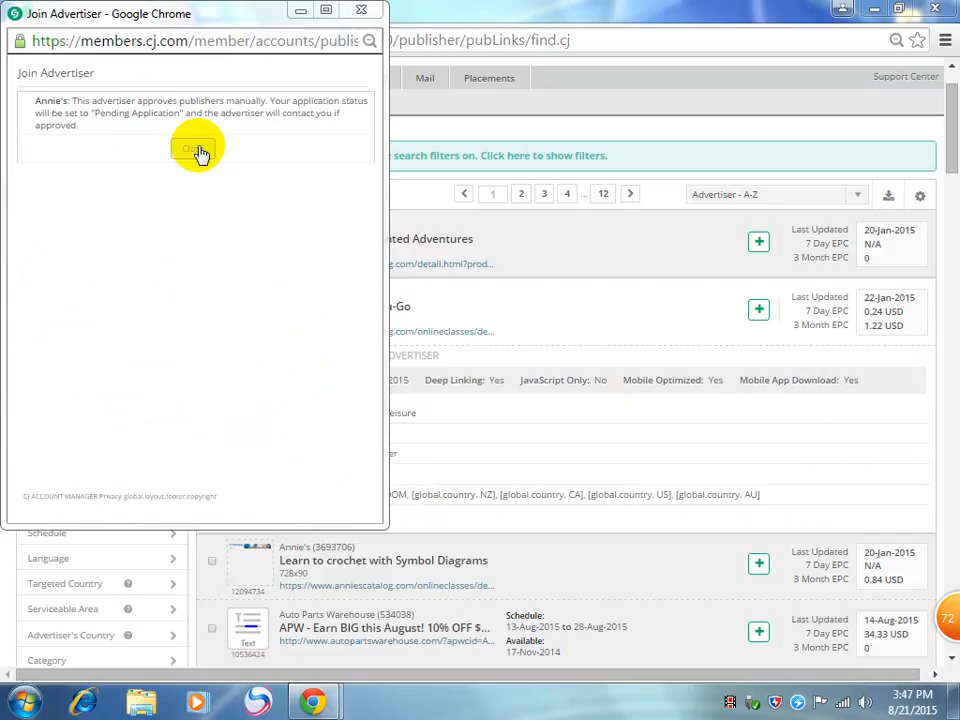 Join Advertiser - Google Chrome
https://members.cj.com/member/accounts/publis
0/publisher/pubLinks/find.cj
Join Advertiser
Mail
Placements
Support Center
Annie's: This advertiser approves publishers manually. Your application status
will be set to "Pending Application" and the advertiser will contact you if
approved.
search filters on. Click here to show filters.
1 2 3 4 ... 12
Advertiser - A-Z
nted Adventures
g.com/detail.html?prod...
Last Updated 20-Jan-2015
7 Day EPC N/A
3 Month EPC 0
u-Go
g.com/onlineclasses/de...
Last Updated 22-Jan-2015
7 Day EPC 0.24 USD
3 Month EPC 1.22 USD
DVERTISER
2015 Deep Linking: Yes JavaScript Only: No Mobile Optimized: Yes Mobile App Download: Yes
eisure
er
OM, [global.country. NZ], [global.country. CA], [global.country. US], [global.country. AU]
CJ ACCOUNT MANAGER Privacy global.layout.footer.copyright
Schedule
Language
Targeted Country
Serviceable Area
Advertiser's Country
Category
Annie's (3693706)
Learn to crochet with Symbol Diagrams
728x90
https://www.anniescatalog.com/onlineclasses/de...
12094734
Last Updated 20-Jan-2015
7 Day EPC N/A
3 Month EPC 0.84 USD
Auto Parts Warehouse (534038)
APW - Earn BIG this August! 10% OFF $...
http://www.autopartswarehouse.com/?apwcid=A...
Text
10536424
Schedule:
13-Aug-2015 to 28-Aug-2015
Available:
17-Nov-2014
Last Updated 14-Aug-2015
7 Day EPC 34.33 USD
3 Month EPC 0
72
3:47 PM
8/21/2015